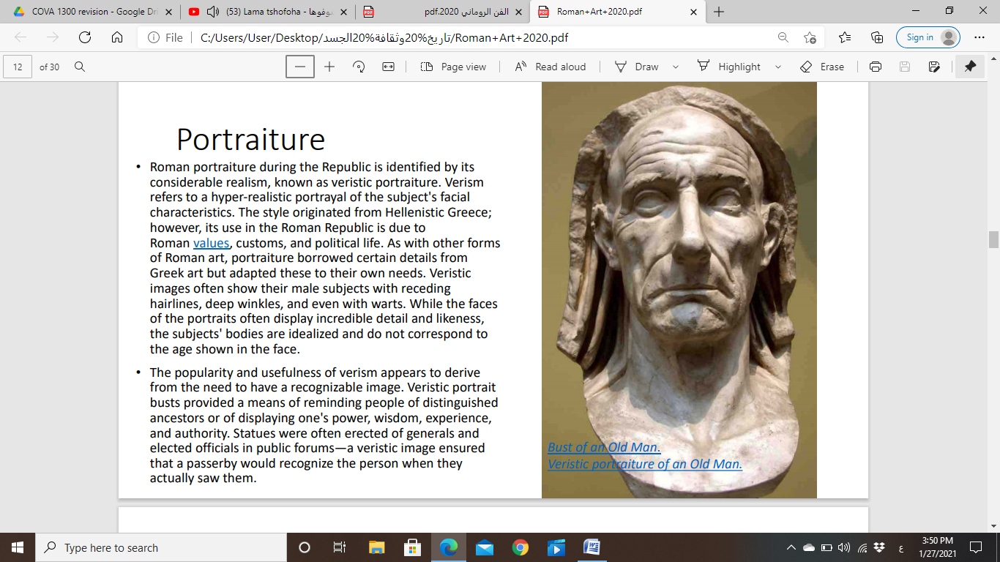 COVA 1300 revision - Google Dri
(53) Lama tshofoha - شوفوها
الفن الروماني 2020.pdf
Roman+Art+2020.pdf
File
C:/Users/User/Desktop/تاريخ%20وثقافة%20الجسد/Roman+Art+2020.pdf
Sign in
12 of 30
Page view
Read aloud
Draw
Highlight
Erase
Portraiture
• Roman portraiture during the Republic is identified by its
considerable realism, known as veristic portraiture. Verism
refers to a hyper-realistic portrayal of the subject's facial
characteristics. The style originated from Hellenistic Greece;
however, its use in the Roman Republic is due to
Roman values, customs, and political life. As with other forms
of Roman art, portraiture borrowed certain details from
Greek art but adapted these to their own needs. Veristic
images often show their male subjects with receding
hairlines, deep winkles, and even with warts. While the faces
of the portraits often display incredible detail and likeness,
the subjects' bodies are idealized and do not correspond to
the age shown in the face.
• The popularity and usefulness of verism appears to derive
from the need to have a recognizable image. Veristic portrait
busts provided a means of reminding people of distinguished
ancestors or of displaying one's power, wisdom, experience,
and authority. Statues were often erected of generals and
elected officials in public forums—a veristic image ensured
that a passerby would recognize the person when they
actually saw them.
Bust of an Old Man.
Veristic portraiture of an Old Man.
Type here to search
ع
3:50 PM
1/27/2021